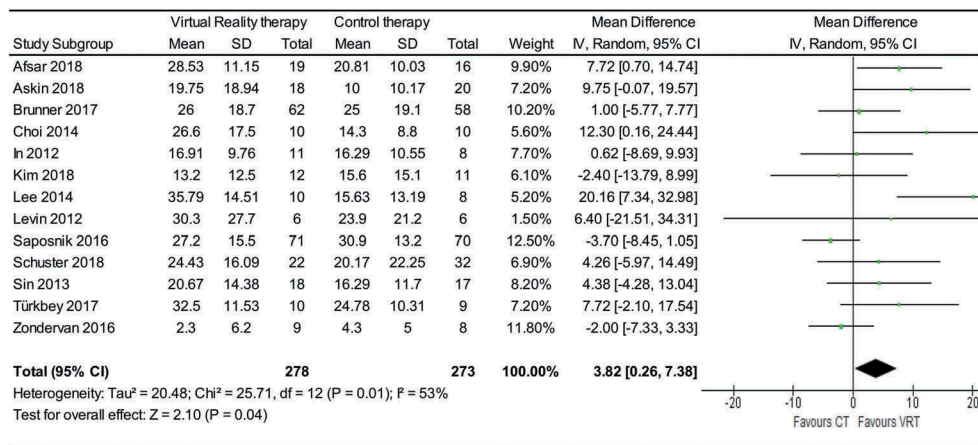 Virtual Reality therapy Control therapy Mean Difference Mean Difference
Study Subgroup Mean SD Total Mean SD Total Weight IV, Random, 95% CI IV, Random, 95% CI
Afsar 2018 28.53 11.15 19 20.81 10.03 16 9.90% 7.72 [0.70, 14.74]
Askin 2018 19.75 18.94 18 10 10.17 20 7.20% 9.75 [-0.07, 19.57]
Brunner 2017 26 18.7 62 25 19.1 58 10.20% 1.00 [-5.77, 7.77]
Choi 2014 26.6 17.5 10 14.3 8.8 10 5.60% 12.30 [0.16, 24.44]
In 2012 16.91 9.76 11 16.29 10.55 8 7.70% 0.62 [-8.69, 9.93]
Kim 2018 13.2 12.5 12 15.6 15.1 11 6.10% -2.40 [-13.79, 8.99]
Lee 2014 35.79 14.51 10 15.63 13.19 8 5.20% 20.16 [7.34, 32.98]
Levin 2012 30.3 27.7 6 23.9 21.2 6 1.50% 6.40 [-21.51, 34.31]
Saposnik 2016 27.2 15.5 71 30.9 13.2 70 12.50% -3.70 [-8.45, 1.05]
Schuster 2018 24.43 16.09 22 20.17 22.25 32 6.90% 4.26 [-5.97, 14.49]
Sin 2013 20.67 14.38 18 16.29 11.7 17 8.20% 4.38 [-4.28, 13.04]
Türkbey 2017 32.5 11.53 10 24.78 10.31 9 7.20% 7.72 [-2.10, 17.54]
Zondervan 2016 2.3 6.2 9 4.3 5 8 11.80% -2.00 [-7.33, 3.33]
Total (95% CI) 278 273 100.00% 3.82 [0.26, 7.38]
Heterogeneity: Tau² = 20.48; Chi² = 25.71, df = 12 (P = 0.01); I² = 53%
Test for overall effect: Z = 2.10 (P = 0.04)
-20 -10 0 10 20
Favours CT Favours VRT